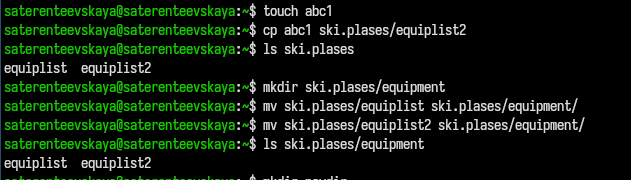 saterenteevskaya@saterenteevskaya:~$ touch abc1
saterenteevskaya@saterenteevskaya:~$ cp abc1 ski.plases/equiplist2
saterenteevskaya@saterenteevskaya:~$ ls ski.plases
equiplist  equiplist2
saterenteevskaya@saterenteevskaya:~$ mkdir ski.plases/equipment
saterenteevskaya@saterenteevskaya:~$ mv ski.plases/equiplist ski.plases/equipment/
saterenteevskaya@saterenteevskaya:~$ mv ski.plases/equiplist2 ski.plases/equipment/
saterenteevskaya@saterenteevskaya:~$ ls ski.plases/equipment
equiplist  equiplist2